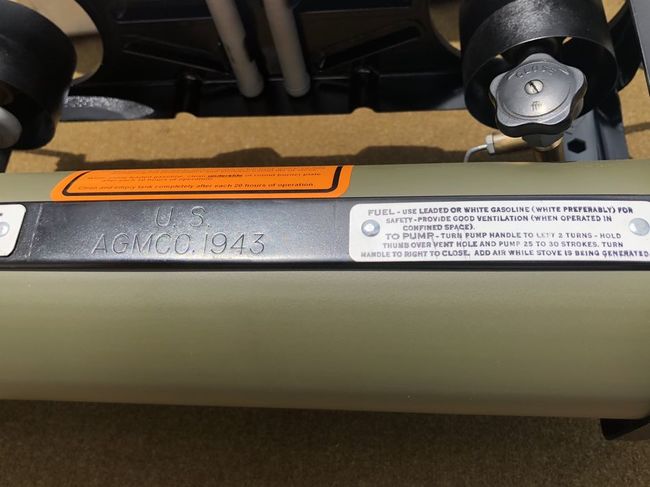 CLOSE
Clean and empty tank completely after each 20 hours of operation
U. S.
AGMCO. 1943
FUEL - USE LEADED OR WHITE GASOLINE (WHITE PREFERABLY) FOR
SAFETY - PROVIDE GOOD VENTILATION (WHEN OPERATED IN
CONFINED SPACE).
TO PUMP - TURN PUMP HANDLE TO LEFT 2 TURNS - HOLD
THUMB OVER VENT HOLE AND PUMP 25 TO 30 STROKES. TURN
HANDLE TO RIGHT TO CLOSE. ADD AIR WHILE STOVE IS BEING GENERATED